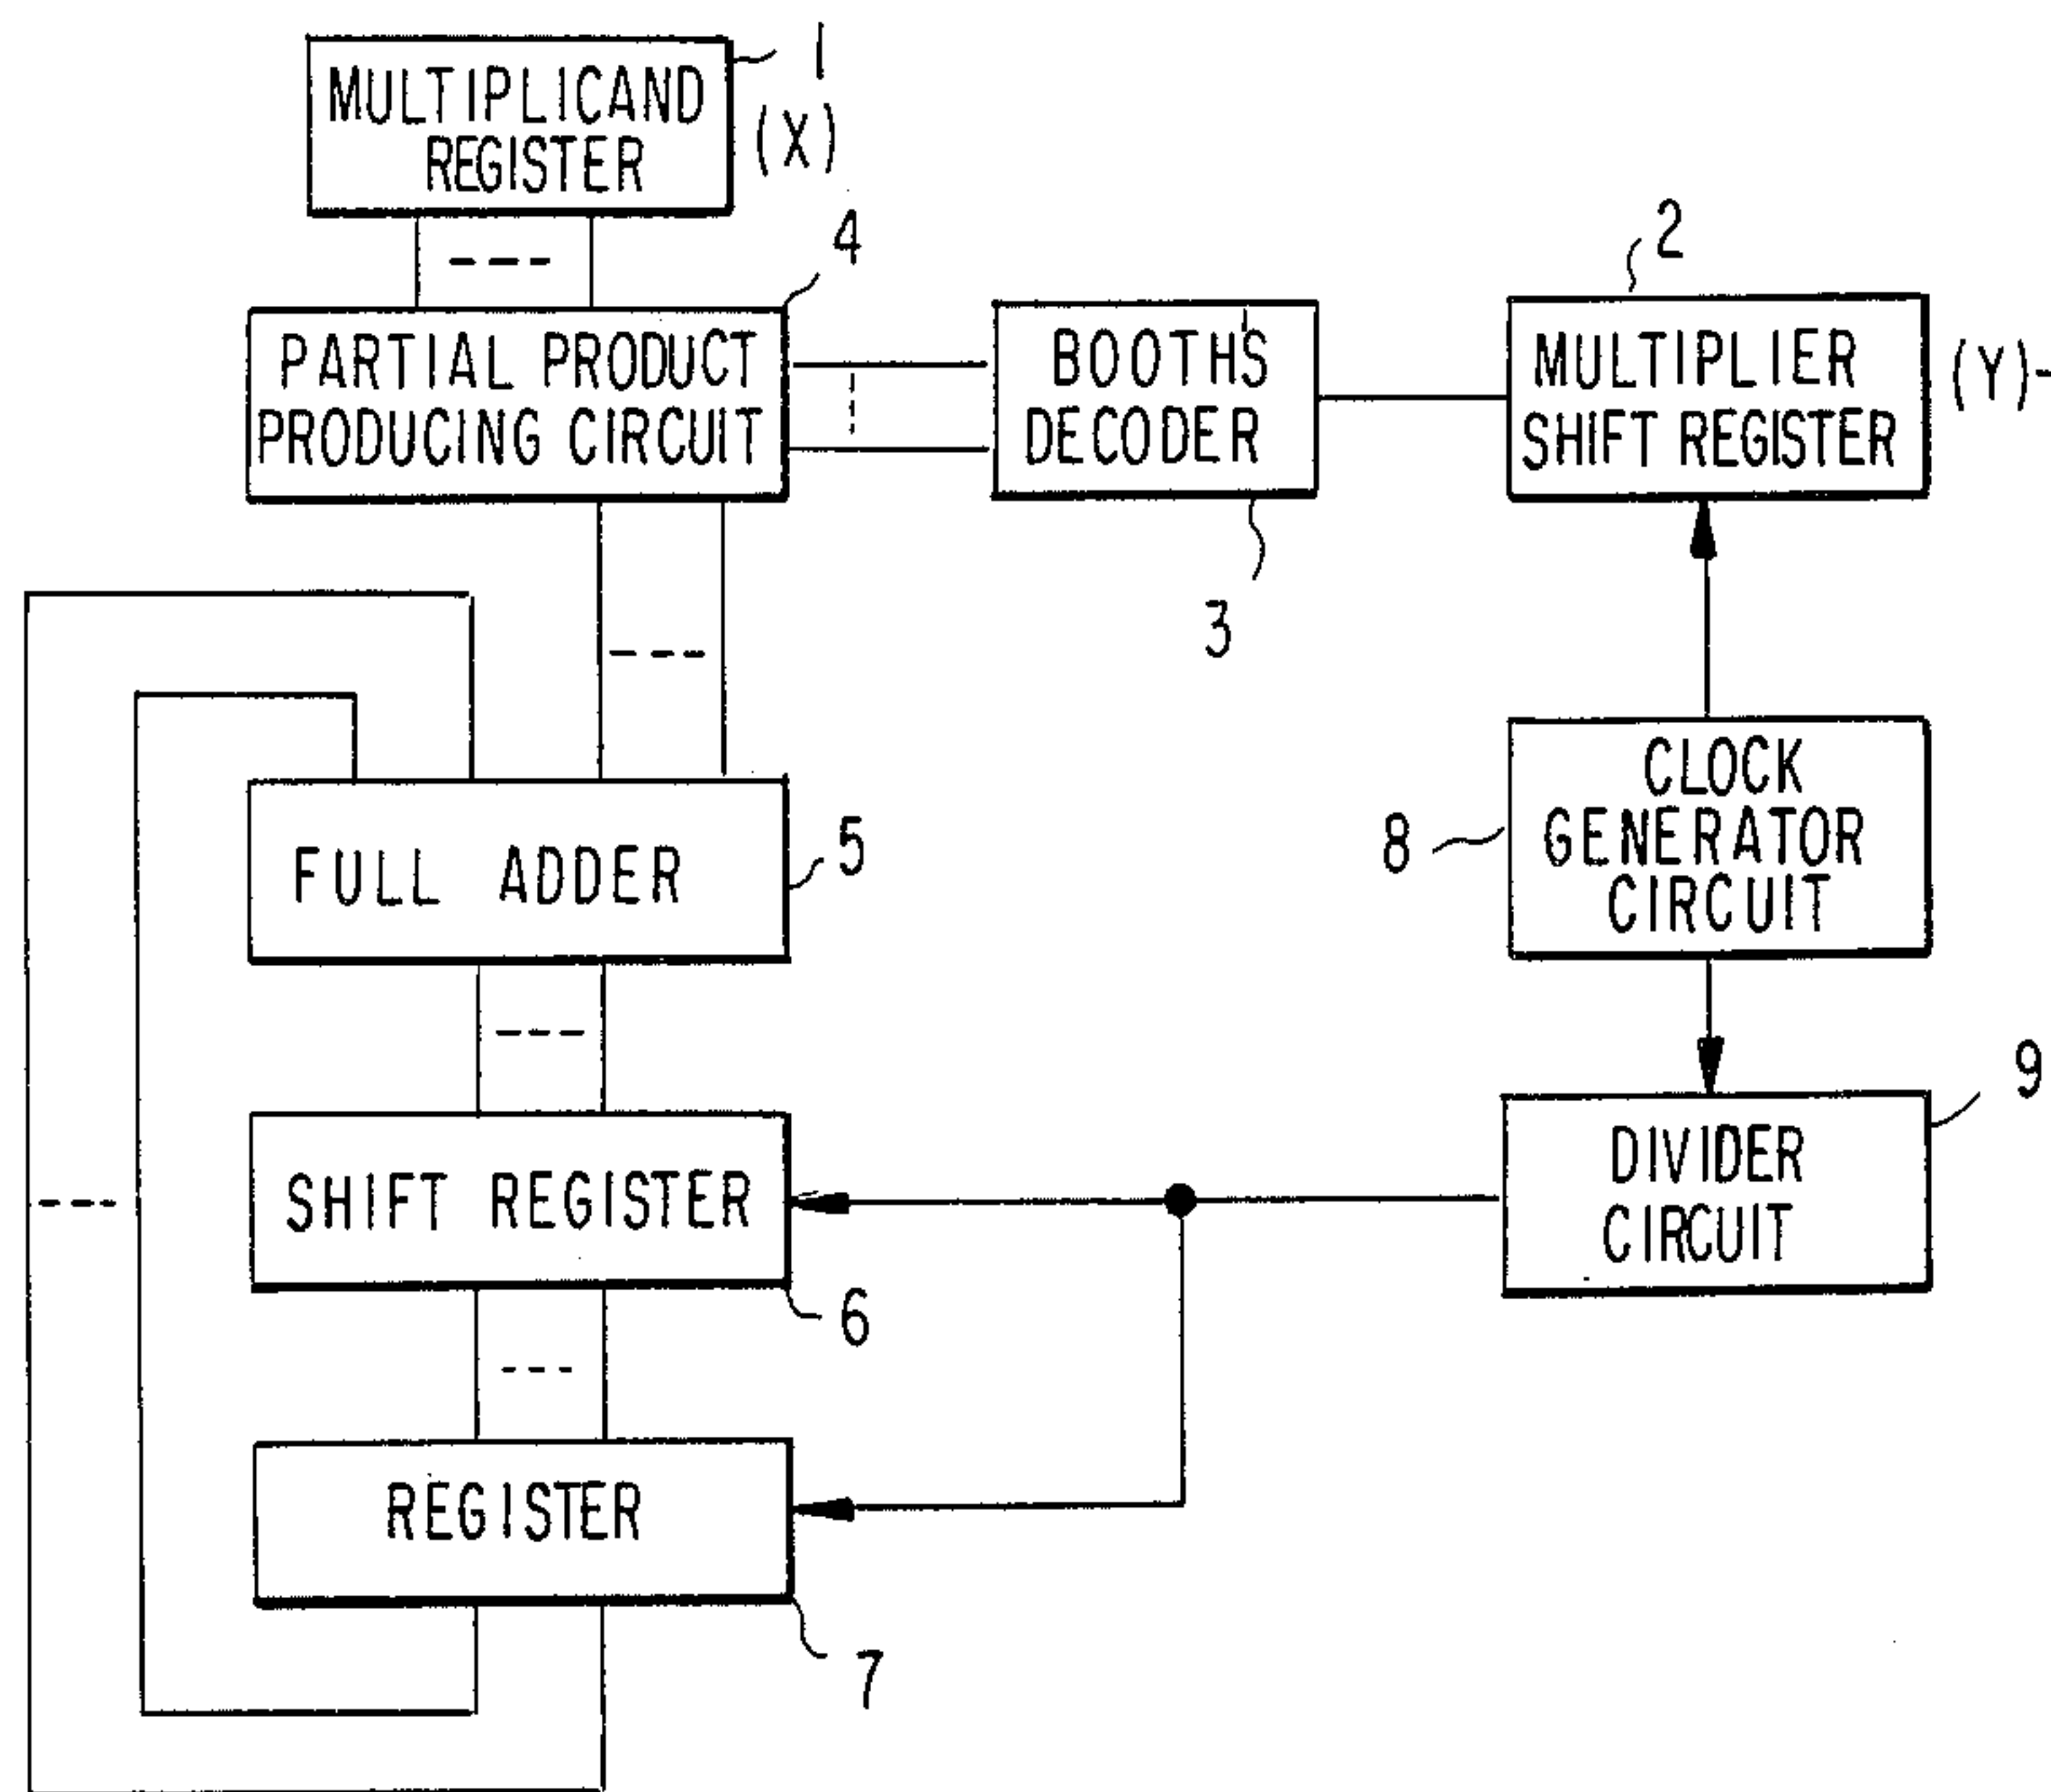 MULTIPLICAND
REGISTER
1
(X)
4
PARTIAL PRODUCT
PRODUCING CIRCUIT
BOOTH'S
DECODER
3
2
MULTIPLIER
SHIFT REGISTER
(Y)
FULL ADDER
5
8
CLOCK
GENERATOR
CIRCUIT
SHIFT REGISTER
6
DIVIDER
CIRCUIT
9
REGISTER
7